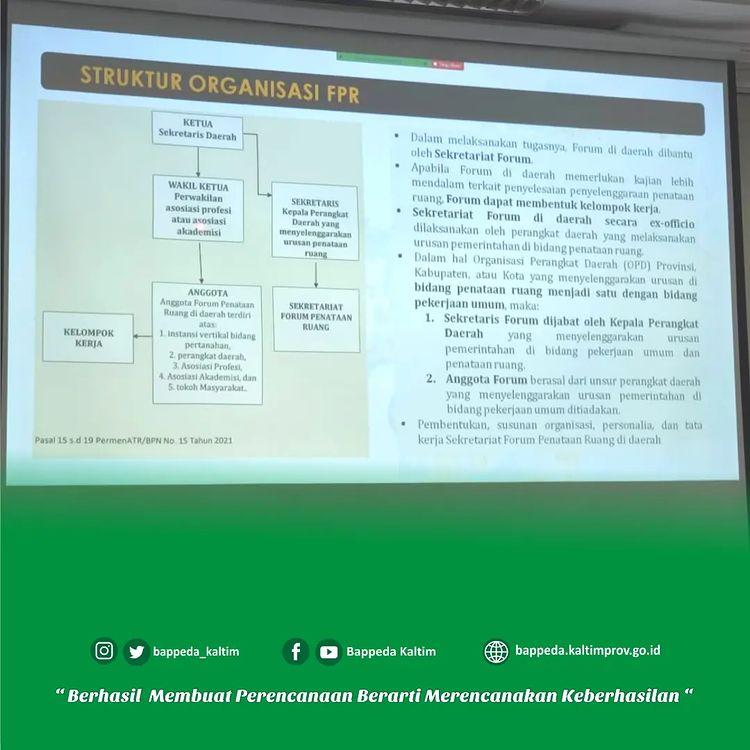 STRUKTUR ORGANISASI FPR
KETUA
Sekretaris Daerah
WAKIL KETUA
Perwakilan
asosiasi profesi
atau asosiasi
akademisi
SEKRETARIS
Kepala Perangkat
Daerah yang
menyelenggarakan
urusan penataan
ruang
ANGGOTA
Anggota Forum Penataan
Ruang di daerah terdiri
atas:
1. instansi vertikal bidang
pertanahan,
2. perangkat daerah,
3. Asosiasi Profesi,
4. Asosiasi Akademisi, dan
5. tokoh Masyarakat..
SEKRETARIAT
FORUM PENATAAN
RUANG
KELOMPOK
KERJA
Pasal 15 s.d 19 PermenATR/BPN No. 15 Tahun 2021
▪ Dalam melaksanakan tugasnya, Forum di daerah dibantu
oleh Sekretariat Forum.
▪ Apabila Forum di daerah memerlukan kajian lebih
mendalam terkait penyelesaian penyelenggaraan penataan
ruang, Forum dapat membentuk kelompok kerja.
▪ Sekretariat Forum di daerah secara ex-officio
dilaksanakan oleh perangkat daerah yang melaksanakan
urusan pemerintahan di bidang penataan ruang.
▪ Dalam hal Organisasi Perangkat Daerah (OPD) Provinsi,
Kabupaten, atau Kota yang menyelenggarakan urusan di
bidang penataan ruang menjadi satu dengan bidang
pekerjaan umum, maka:
1. Sekretaris Forum dijabat oleh Kepala Perangkat
Daerah yang menyelenggarakan urusan
pemerintahan di bidang pekerjaan umum dan
penataan ruang.
2. Anggota Forum berasal dari unsur perangkat daerah
yang menyelenggarakan urusan pemerintahan di
bidang pekerjaan umum ditiadakan.
▪ Pembentukan, susunan organisasi, personalia, dan tata
kerja Sekretariat Forum Penataan Ruang di daerah
bappeda_kaltim
Bappeda Kaltim
bappeda.kaltimprov.go.id
“ Berhasil Membuat Perencanaan Berarti Merencanakan Keberhasilan “